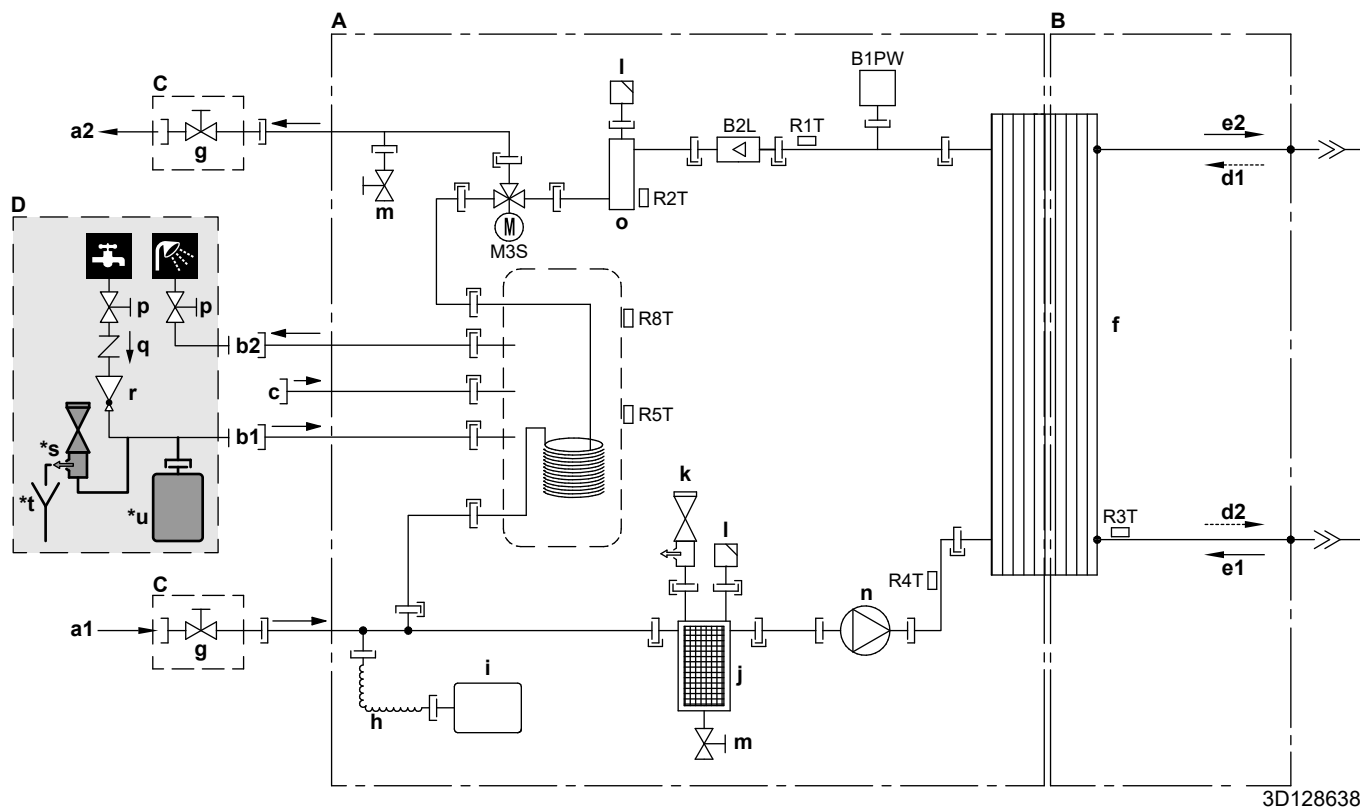 A
B
B1PW
l
C
a2
g
B2L
R1T
e2
d1
m
R2T
o
D
M
M3S
p
p
R8T
f
q
b2
r
c
R5T
b1
*s
k
*t
*u
l
d2
R3T
e1
C
R4T
n
a1
g
i
j
h
m
3D128638